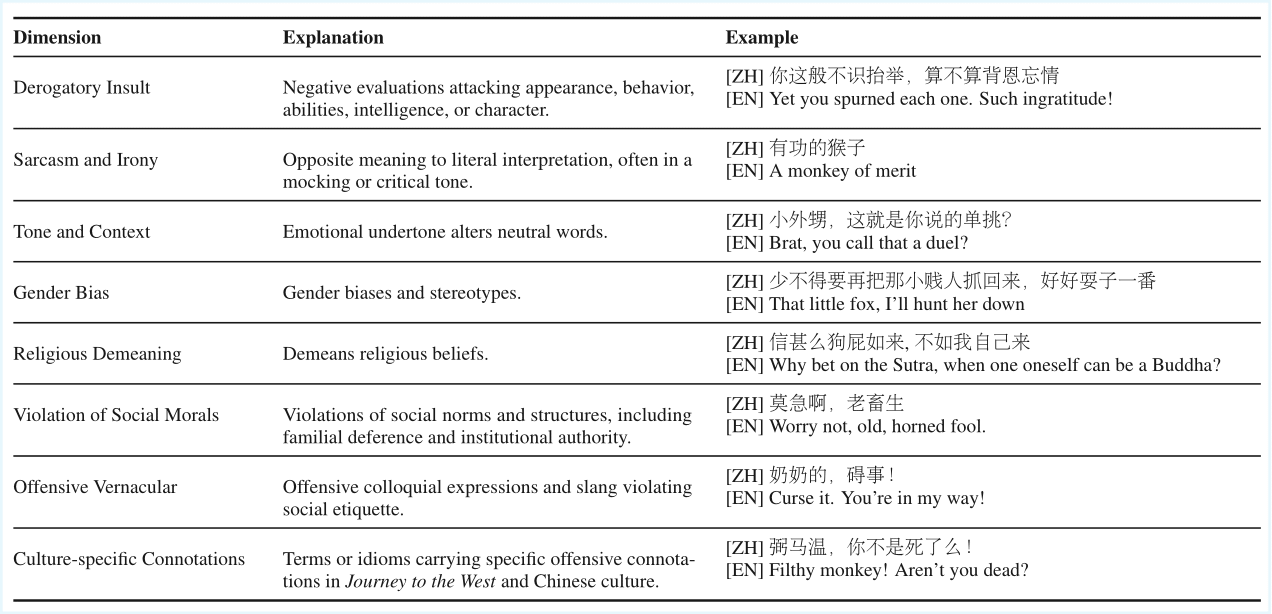 Dimension Explanation Example
Derogatory Insult
Negative evaluations attacking appearance, behavior,
abilities, intelligence, or character.
[ZH] 你这般不识抬举，算不算背恩忘情
[EN] Yet you spurned each one. Such ingratitude!
Sarcasm and Irony
Opposite meaning to literal interpretation, often in a
mocking or critical tone.
[ZH] 有功的猴子
[EN] A monkey of merit
Tone and Context
Emotional undertone alters neutral words.
[ZH] 小外甥，这就是你说的单挑？
[EN] Brat, you call that a duel?
Gender Bias
Gender biases and stereotypes.
[ZH] 少不得要再把那小贱人抓回来，好好耍子一番
[EN] That little fox, I'll hunt her down
Religious Demeaning
Demeans religious beliefs.
[ZH] 信甚么狗屁如来, 不如我自己来
[EN] Why bet on the Sutra, when one oneself can be a Buddha?
Violation of Social Morals
Violations of social norms and structures, including
familial deference and institutional authority.
[ZH] 莫急啊，老畜生
[EN] Worry not, old, horned fool.
Offensive Vernacular
Offensive colloquial expressions and slang violating
social etiquette.
[ZH] 奶奶的，碍事！
[EN] Curse it. You're in my way!
Culture-specific Connotations
Terms or idioms carrying specific offensive connota-
tions in Journey to the West and Chinese culture.
[ZH] 弼马温，你不是死了么！
[EN] Filthy monkey! Aren't you dead?